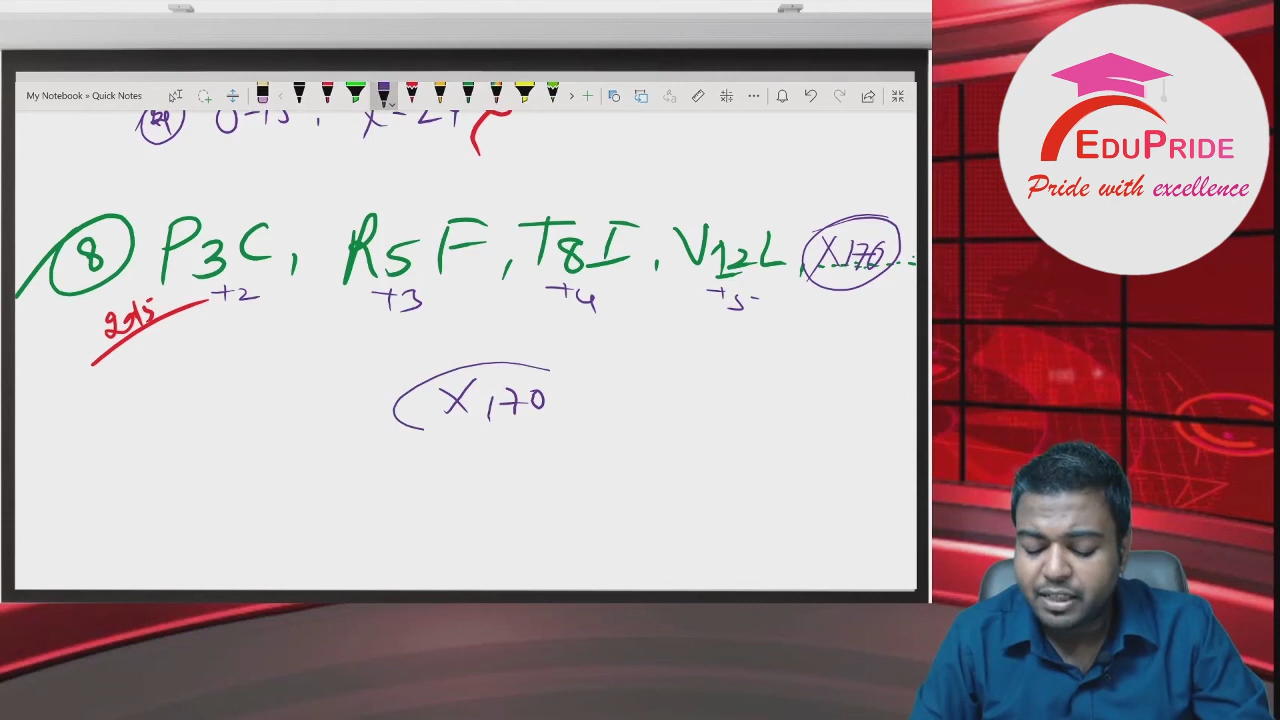 My Notebook » Quick Notes
EDUPRIDE
Pride with excellence
8 P3C, R5F, T8I, V12L, X170
+2 +3 +4 +5
2015
X170